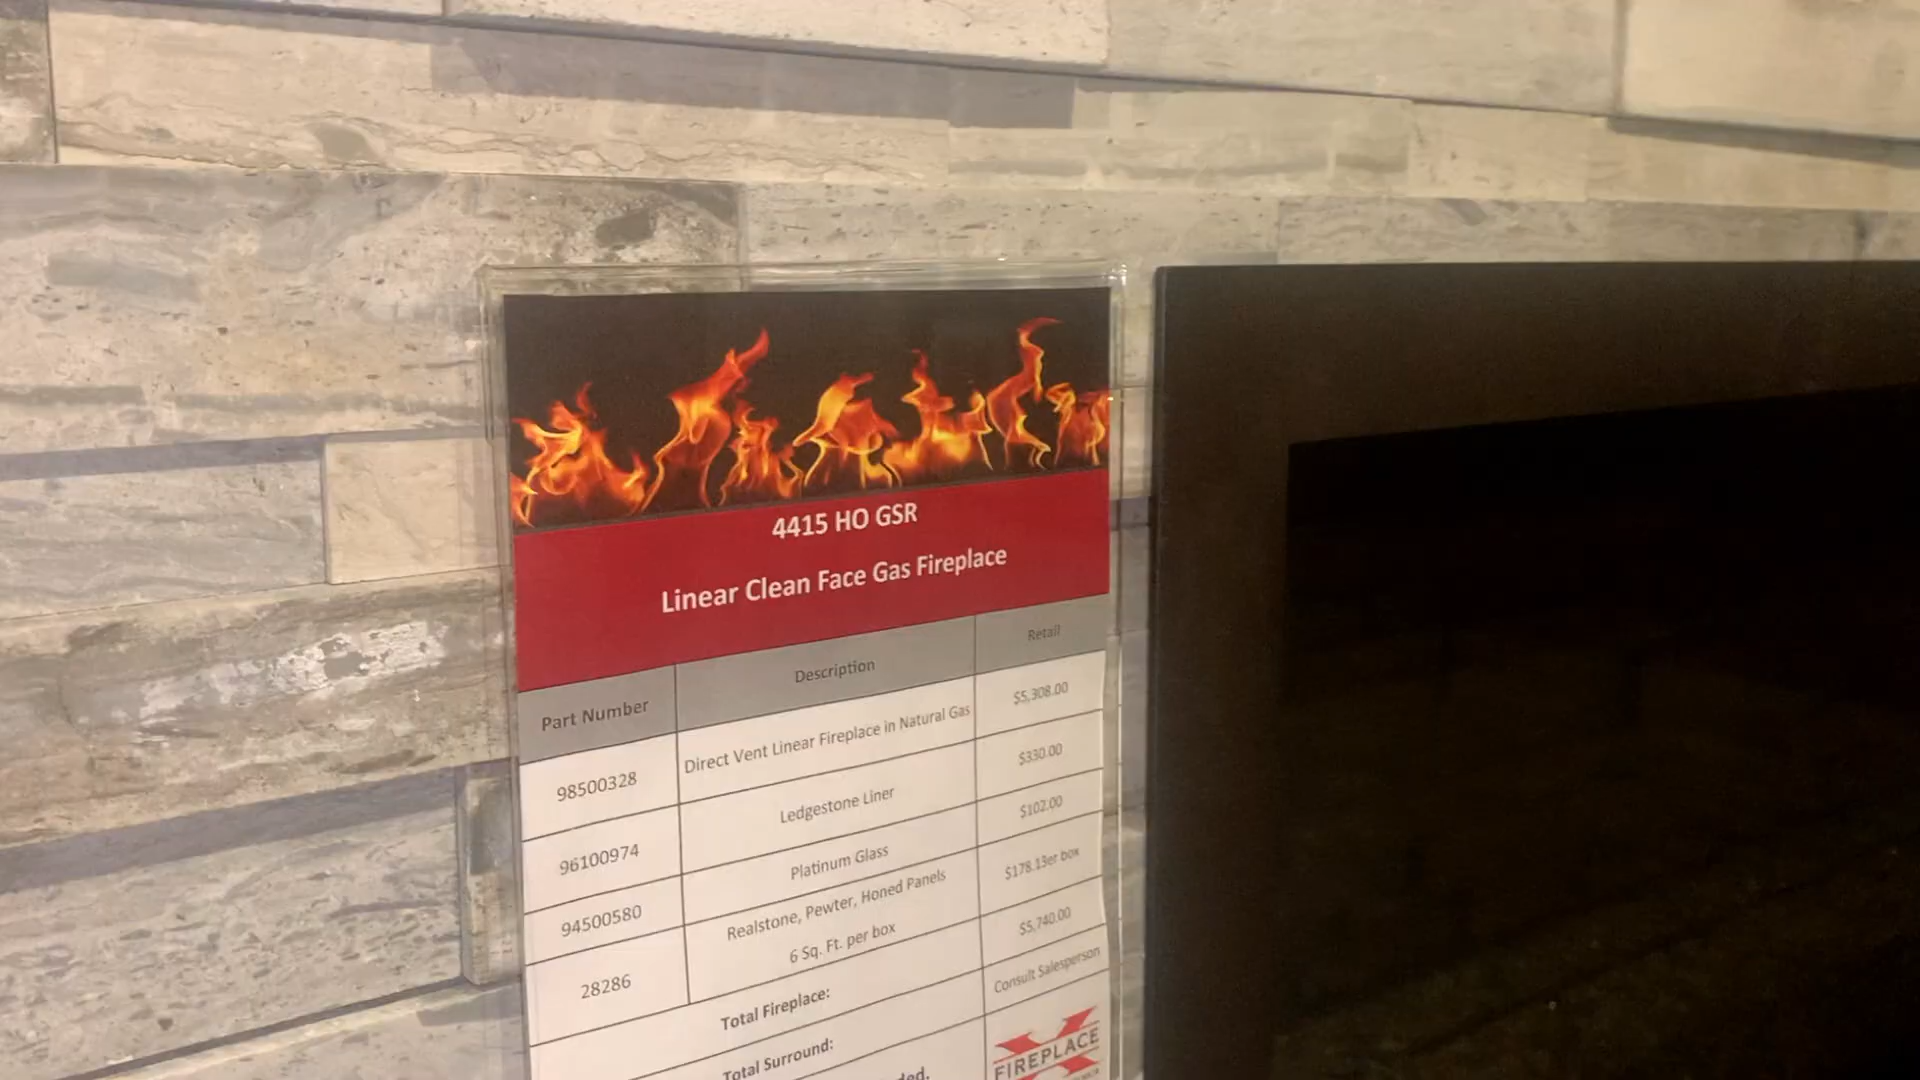 4415 HO GSR
Linear Clean Face Gas Fireplace
Part Number Description Retail
98500328 Direct Vent Linear Fireplace in Natural Gas $5,308.00
96100974 Ledgestone Liner $330.00
94500580 Platinum Glass $102.00
28286 Realstone, Pewter, Honed Panels $178.13er box
6 Sq. Ft. per box
Total Fireplace: $5,740.00
Total Surround: Consult Salesperson
FIREPLACE